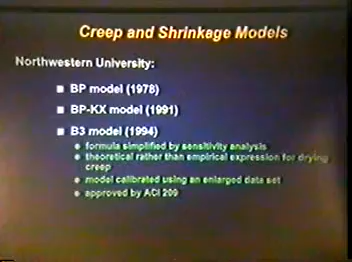 Creep and Shrinkage Models
Northwestern University:
BP model (1978)
BP-KX model (1991)
B3 model (1994)
formula simplified by sensitivity analysis
theoretical rather than empirical expression for drying
creep
model calibrated using an enlarged data set
approved by ACI 209